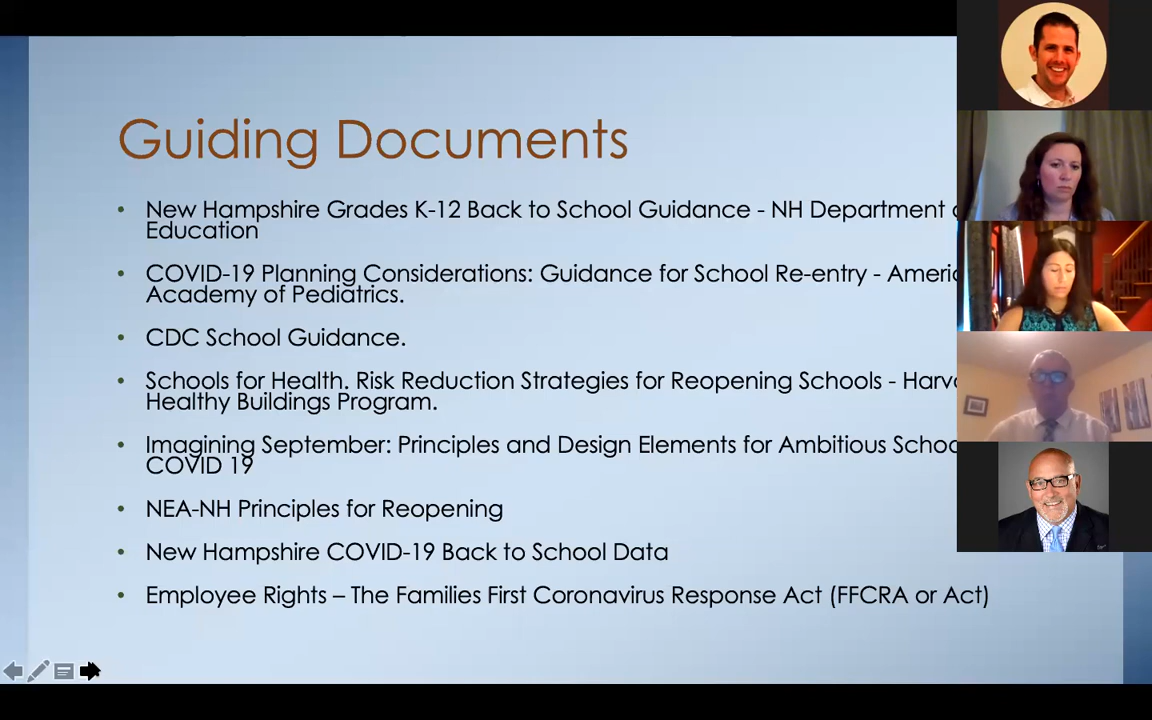 Guiding Documents
• New Hampshire Grades K-12 Back to School Guidance - NH Department
Education
• COVID-19 Planning Considerations: Guidance for School Re-entry -
Academy of Pediatrics.
• CDC School Guidance.
• Schools for Health. Risk Reduction Strategies for Reopening Schools -
Healthy Buildings Program.
• Imagining September: Principles and Design Elements for Ambitious
COVID 19
• NEA-NH Principles for Reopening
• New Hampshire COVID-19 Back to School Data
• Employee Rights – The Families First Coronavirus Response Act (FFCRA or Act)